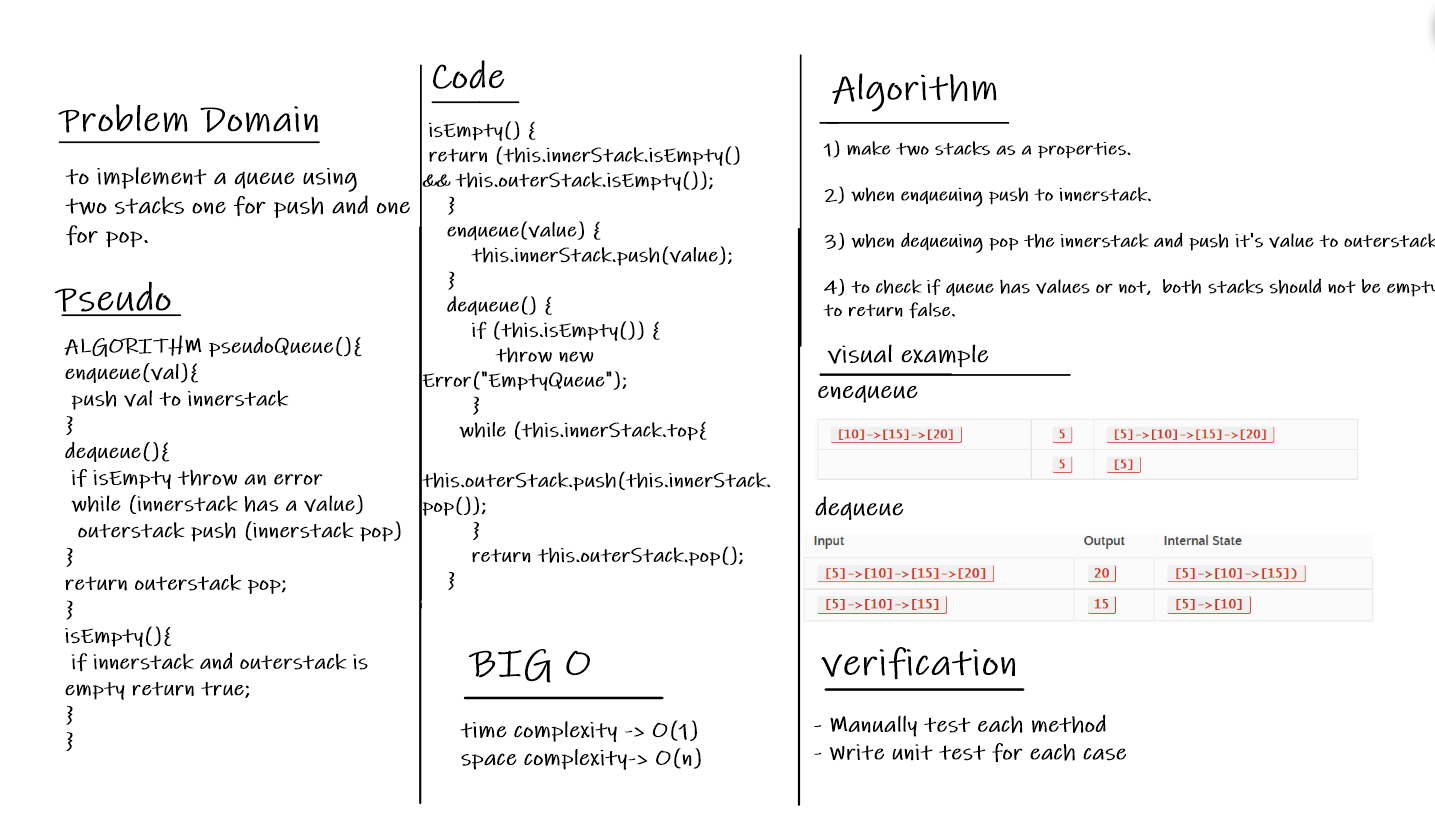 Problem Domain
to implement a queue using
two stacks one for push and one
for pop.
Pseudo
ALGORITHM pseudoQueue(){
enqueue(val){
push val to innerstack
}
dequeue(){
if isEmpty throw an error
while (innerstack has a value)
outerstack push (innerstack pop)
}
return outerstack pop;
}
isEmpty(){
if innerstack and outerstack is
empty return true;
}
}
Code
isEmpty() {
return (this.innerStack.isEmpty()
&& this.outerStack.isEmpty());
}
enqueue(value) {
this.innerStack.push(value);
}
dequeue() {
if (this.isEmpty()) {
throw new
Error("EmptyQueue");
}
while (this.innerStack.top{
this.outerStack.push(this.innerStack.
pop());
}
return this.outerStack.pop();
}
BIG O
time complexity -> O(1)
space complexity-> O(n)
Algorithm
1) make two stacks as a properties.
2) when enqueuing push to innerstack.
3) when dequeuing pop the innerstack and push it's value to outerstack
4) to check if queue has values or not, both stacks should not be empty
to return false.
visual example
enequeue
[10]->[15]->[20] 5 [5]->[10]->[15]->[20]
5 [5]
dequeue
Input Output Internal State
[5]->[10]->[15]->[20] 20 [5]->[10]->[15])
[5]->[10]->[15] 15 [5]->[10]
verification
- Manually test each method
- Write unit test for each case